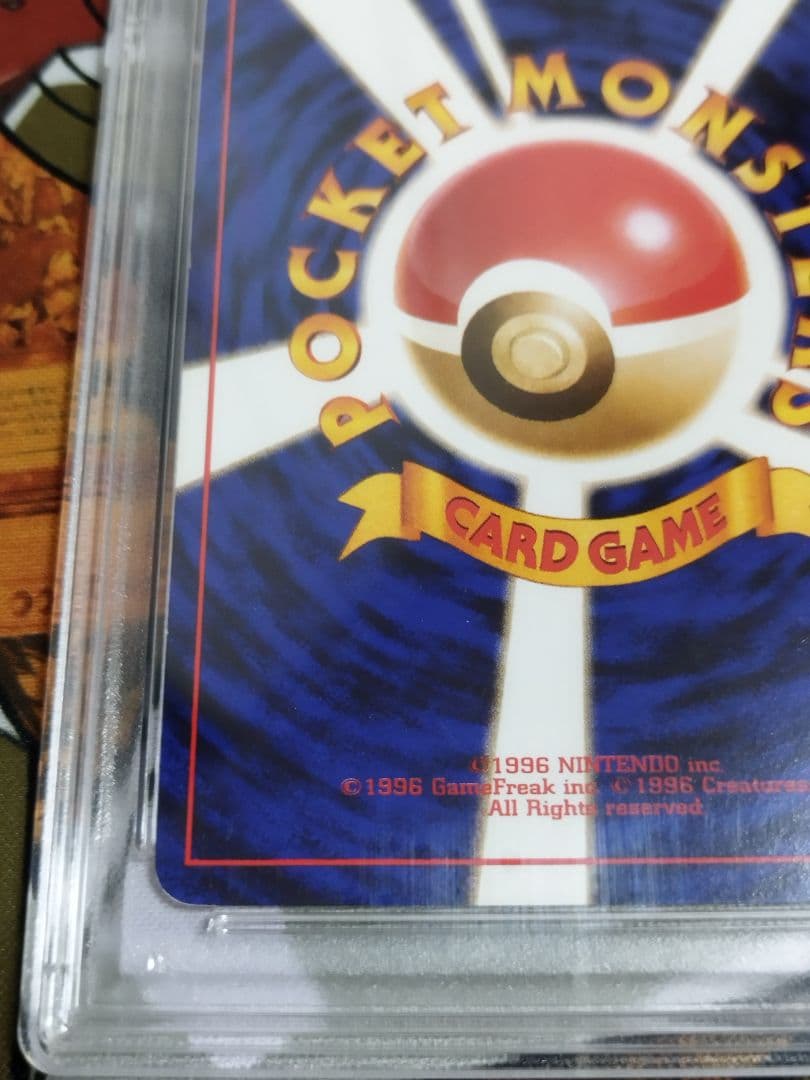 POCKET MONSTERS
CARD GAME
©1996 NINTENDO inc.
©1996 GameFreak inc. ©1996 Creatures
All Rights reserved.